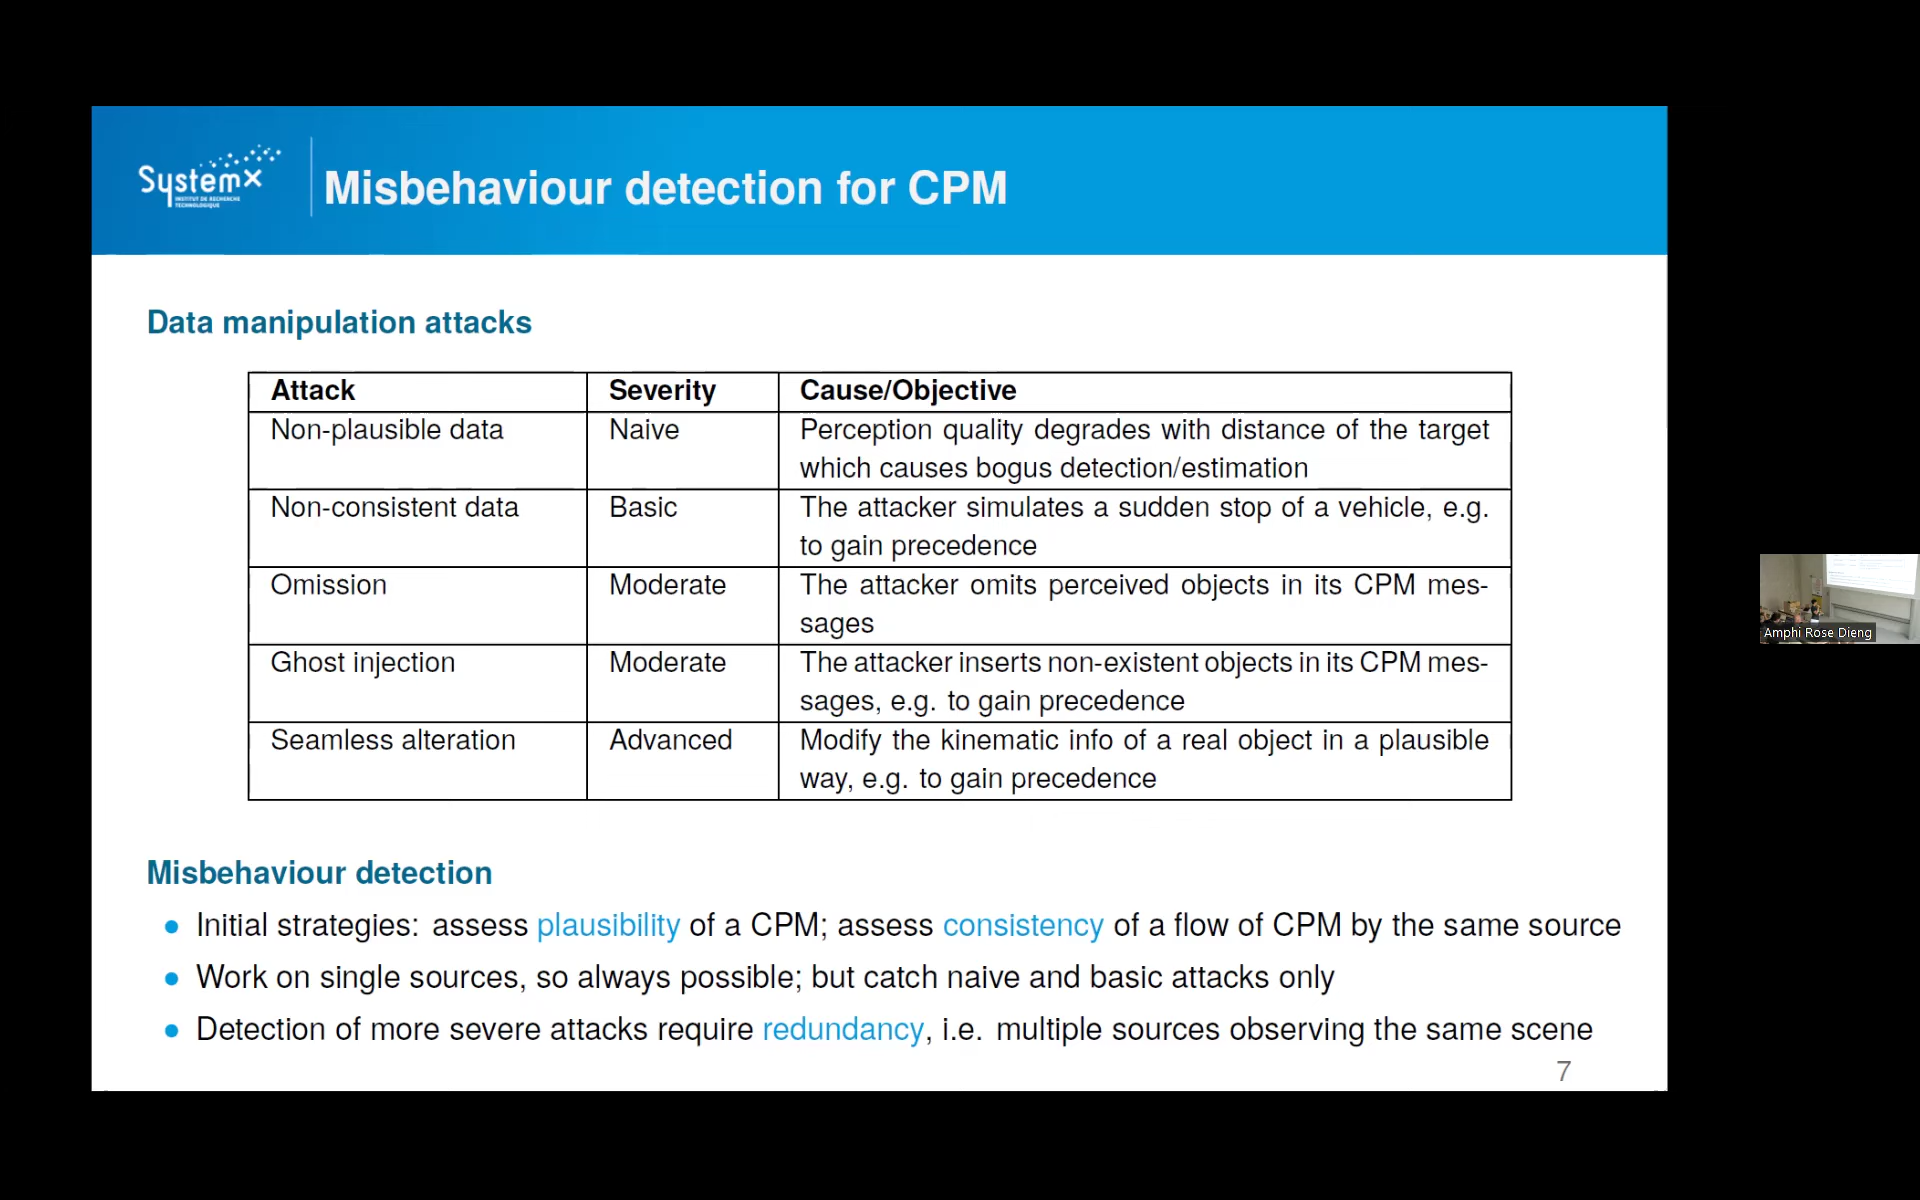 Systemx
INSTITUT DE RECHERCHE
TECHNOLOGIQUE
Misbehaviour detection for CPM
Data manipulation attacks
Attack Severity Cause/Objective
Non-plausible data Naive Perception quality degrades with distance of the target
which causes bogus detection/estimation
Non-consistent data Basic The attacker simulates a sudden stop of a vehicle, e.g.
to gain precedence
Omission Moderate The attacker omits perceived objects in its CPM mes-
sages
Ghost injection Moderate The attacker inserts non-existent objects in its CPM mes-
sages, e.g. to gain precedence
Seamless alteration Advanced Modify the kinematic info of a real object in a plausible
way, e.g. to gain precedence
Misbehaviour detection
• Initial strategies: assess plausibility of a CPM; assess consistency of a flow of CPM by the same source
• Work on single sources, so always possible; but catch naive and basic attacks only
• Detection of more severe attacks require redundancy, i.e. multiple sources observing the same scene
7
Amphi Rose Dieng